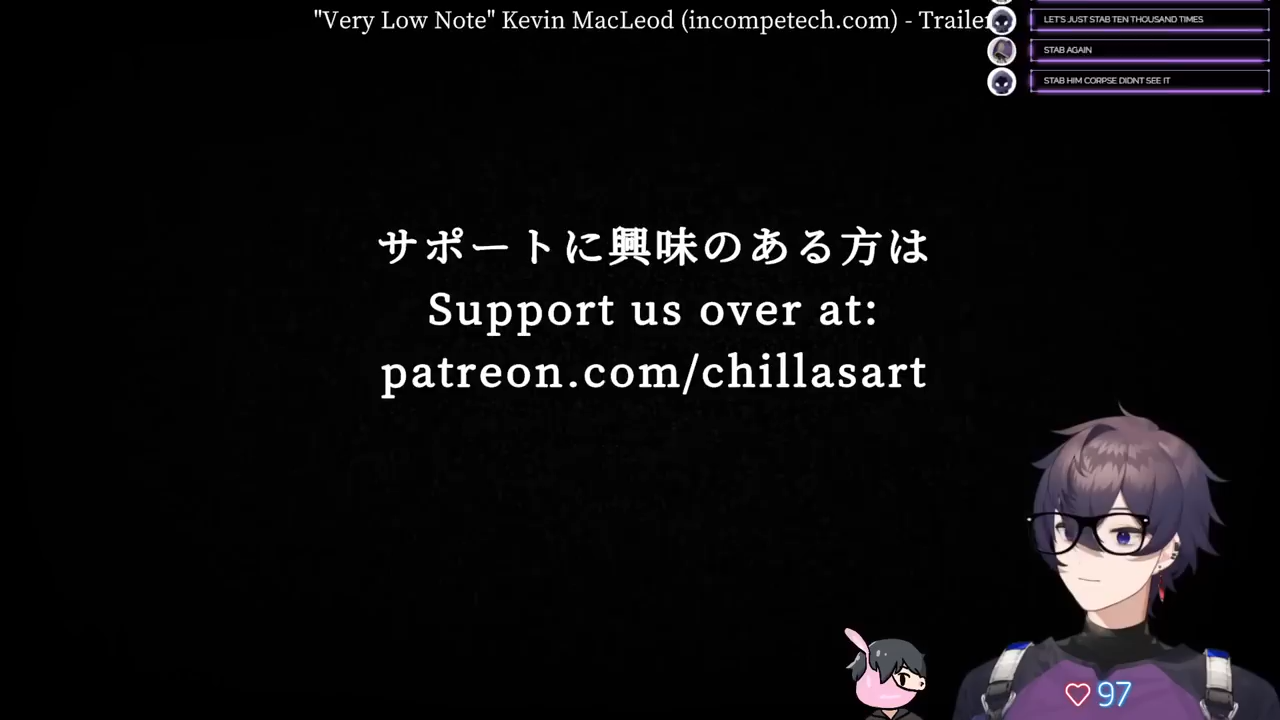 "Very Low Note" Kevin MacLeod (incompetech.com) - Trailer
LET'S JUST STAB TEN THOUSAND TIMES
STAB AGAIN
STAB HIM CORPSE DIDNT SEE IT
サポートに興味のある方は
Support us over at:
patreon.com/chillasart
97